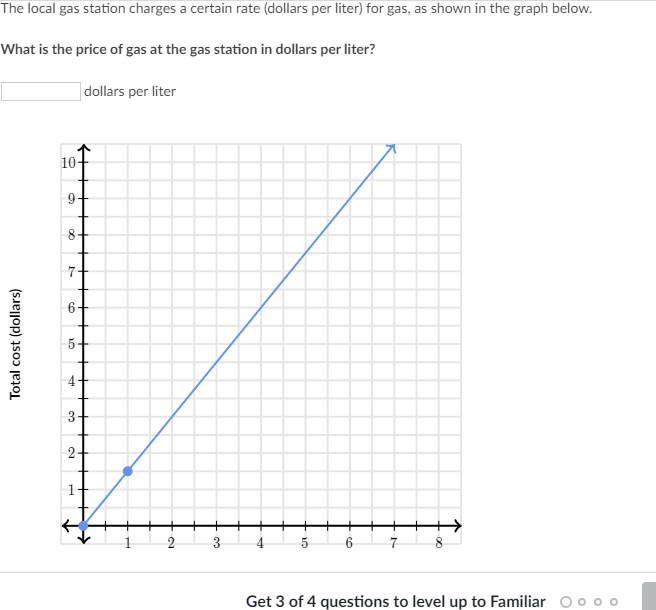 The local gas station charges a certain rate (dollars per liter) for gas, as shown in the graph below.
What is the price of gas at the gas station in dollars per liter?
dollars per liter
10
9
8
7
6
5
4
3
2
1
Total cost (dollars)
1 2 3 4 5 6 7 8
Get 3 of 4 questions to level up to Familiar